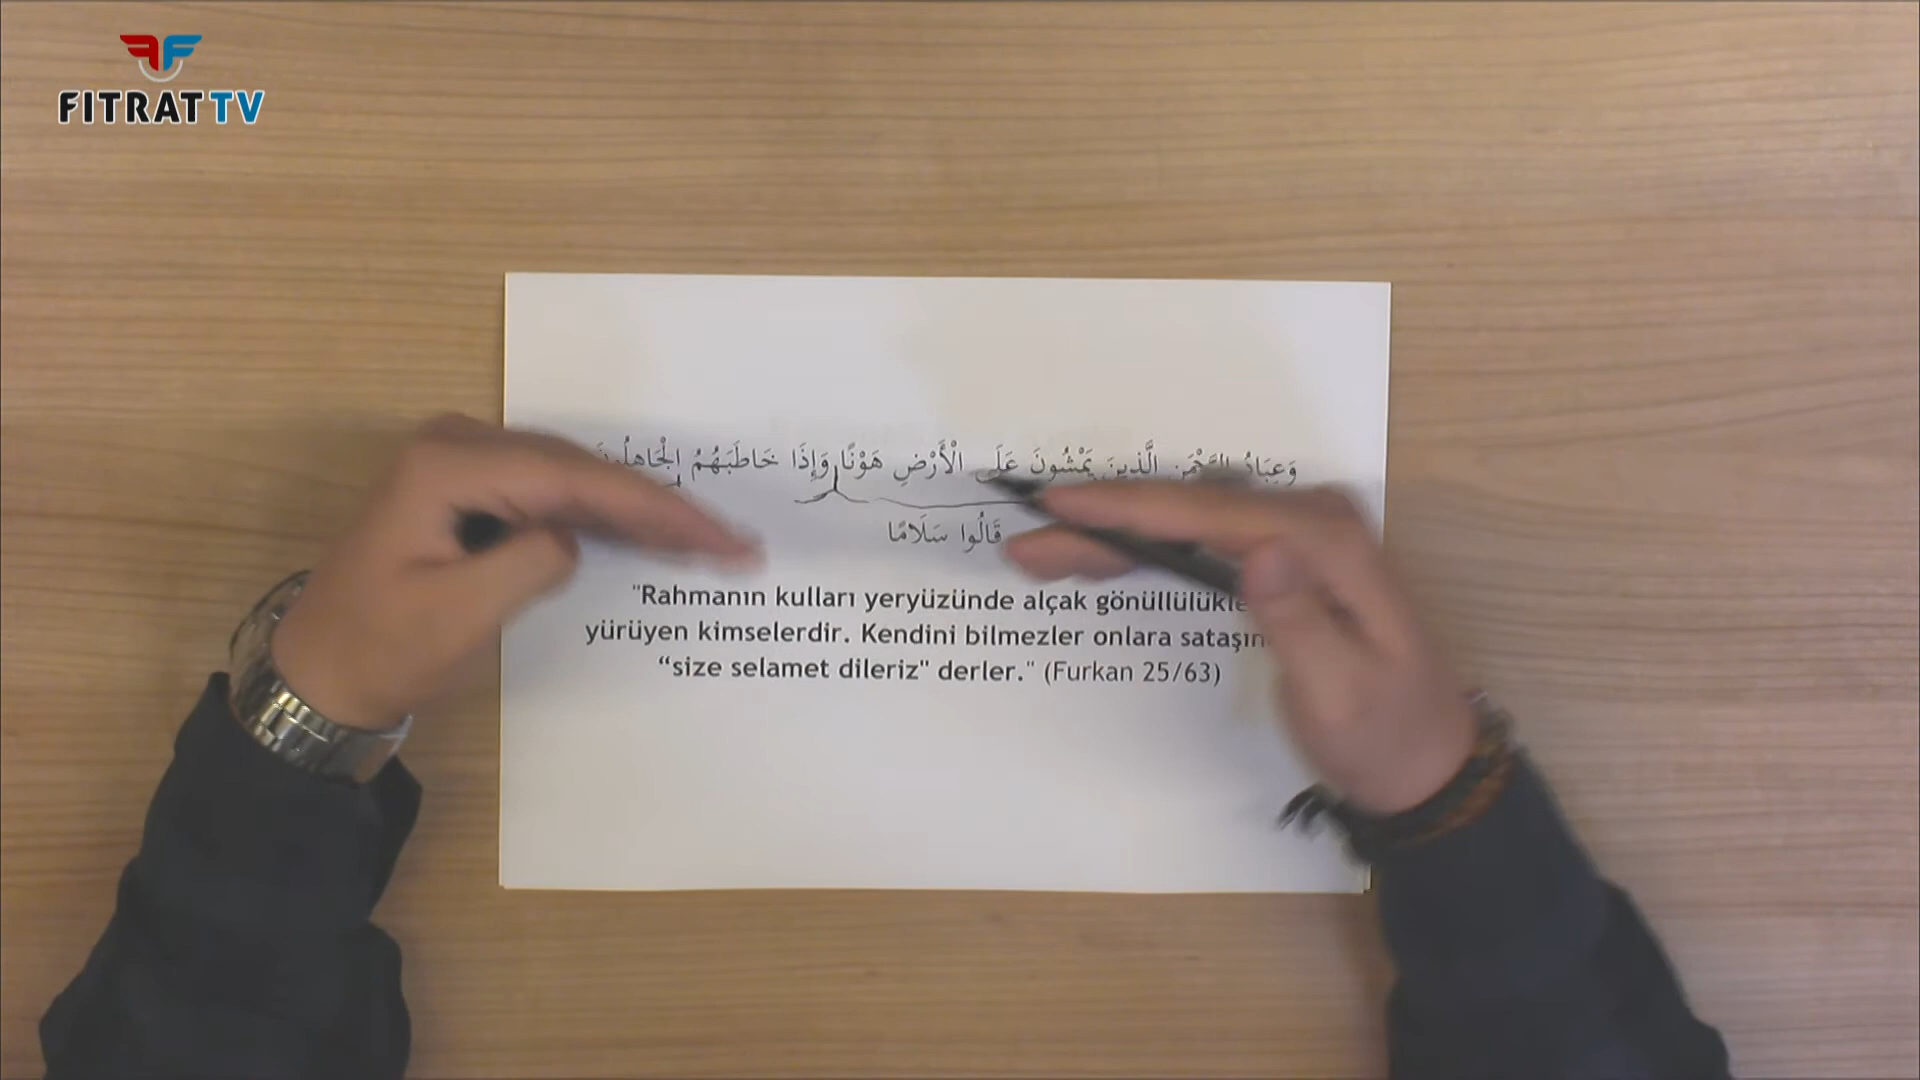 FITRAT TV
وَعِبَادُ الرَّحْمَنِ الَّذِينَ يَمْشُونَ عَلَى الْأَرْضِ هَوْنًا وَإِذَا خَاطَبَهُمُ الْجَاهِلُونَ
قَالُوا سَلَامًا
"Rahmanın kulları yeryüzünde alçak gönüllülükle
yürüyen kimselerdir. Kendini bilmezler onlara
“size selamet dileriz" derler." (Furkan 25/63)